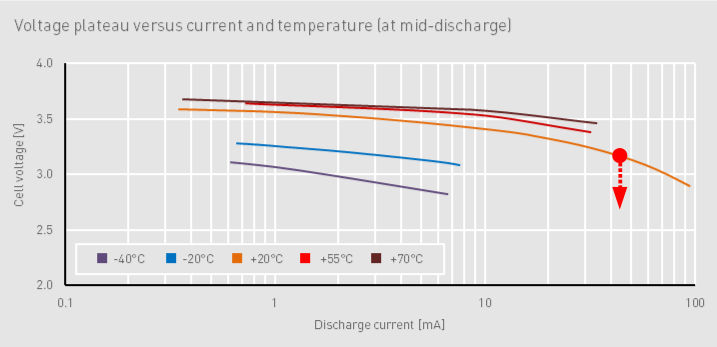 Voltage plateau versus current and temperature (at mid-discharge)
4.0
3.5
3.0
2.5
2.0
Cell voltage [V]
-40°C -20°C +20°C +55°C +70°C
0.1 1 10 100
Discharge current [mA]